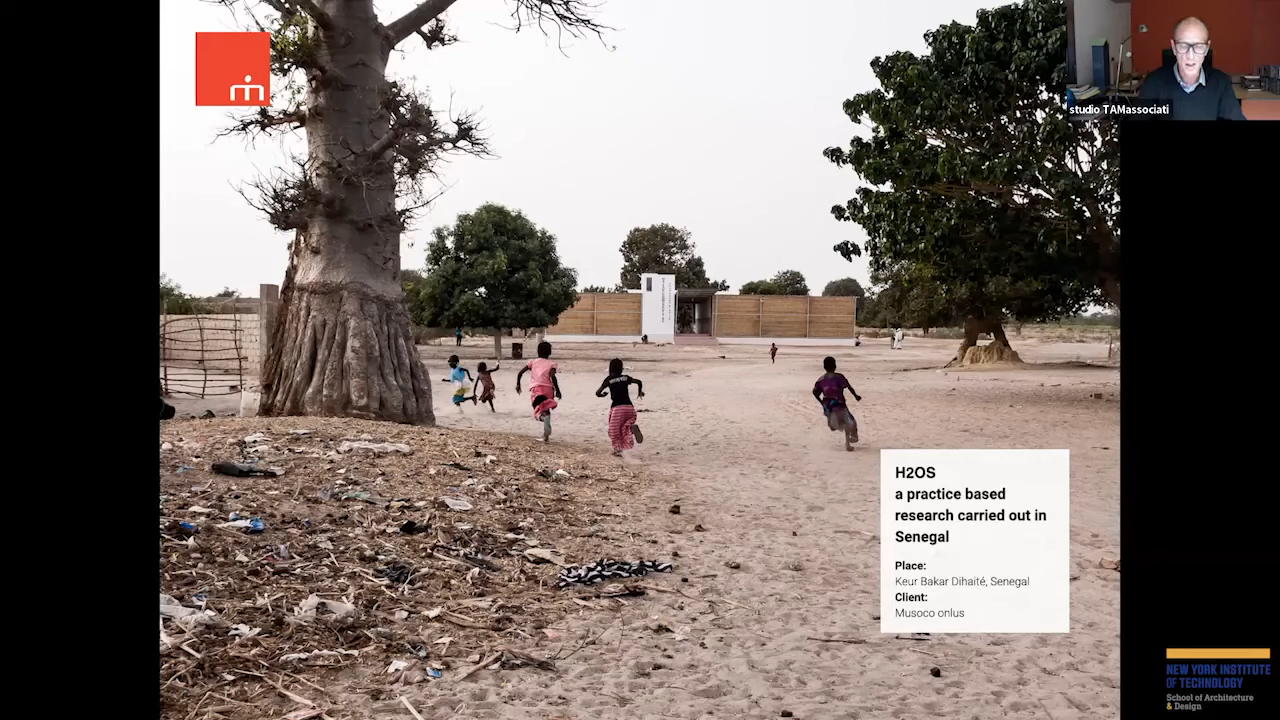 studio TAMassociati
H2OS
a practice based
research carried out in
Senegal
Place:
Keur Bakar Dihaité, Senegal
Client:
Musoco onlus
NEW YORK INSTITUTE
OF TECHNOLOGY
School of Architecture
& Design